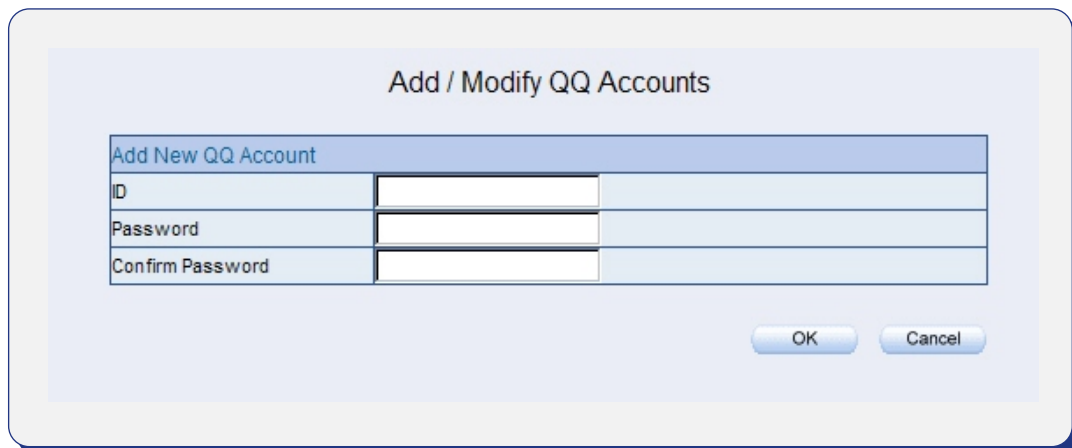 Add / Modify QQ Accounts
Add New QQ Account
ID
Password
Confirm Password
OK Cancel